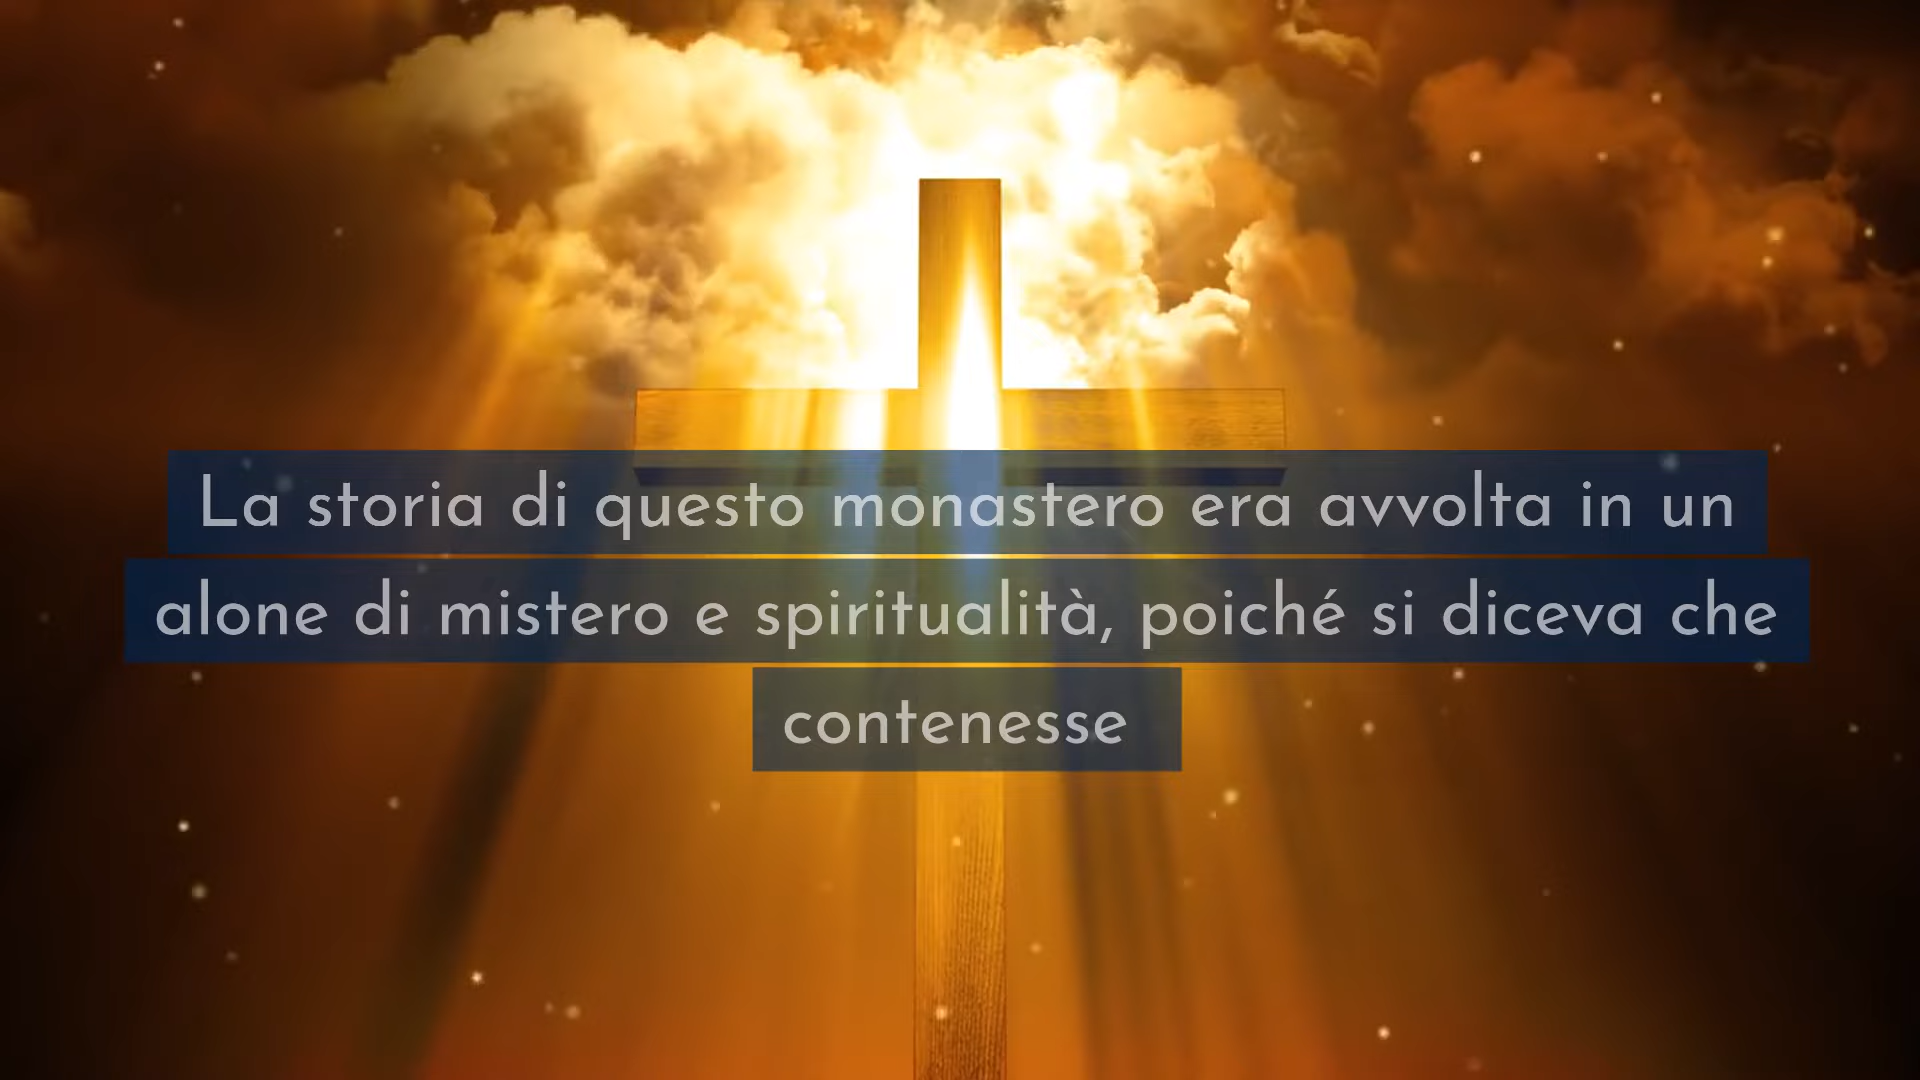 La storia di questo monastero era avvolta in un
alone di mistero e spiritualità, poiché si diceva che
contenesse